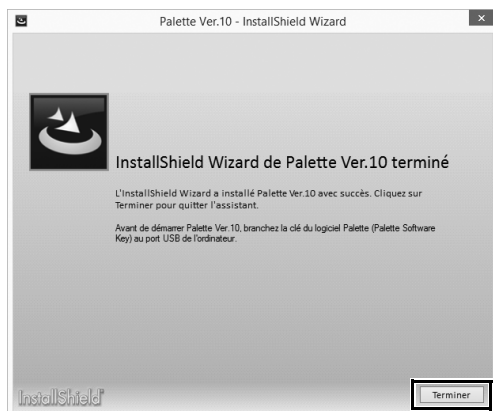 Palette Ver.10 - InstallShield Wizard
InstallShield Wizard de Palette Ver.10 terminé
L'InstallShield Wizard a installé Palette Ver.10 avec succès. Cliquez sur
Terminer pour quitter l'assistant.
Avant de démarrer Palette Ver.10, branchez la clé du logiciel Palette (Palette Software
Key) au port USB de l'ordinateur.
InstallShield
Terminer